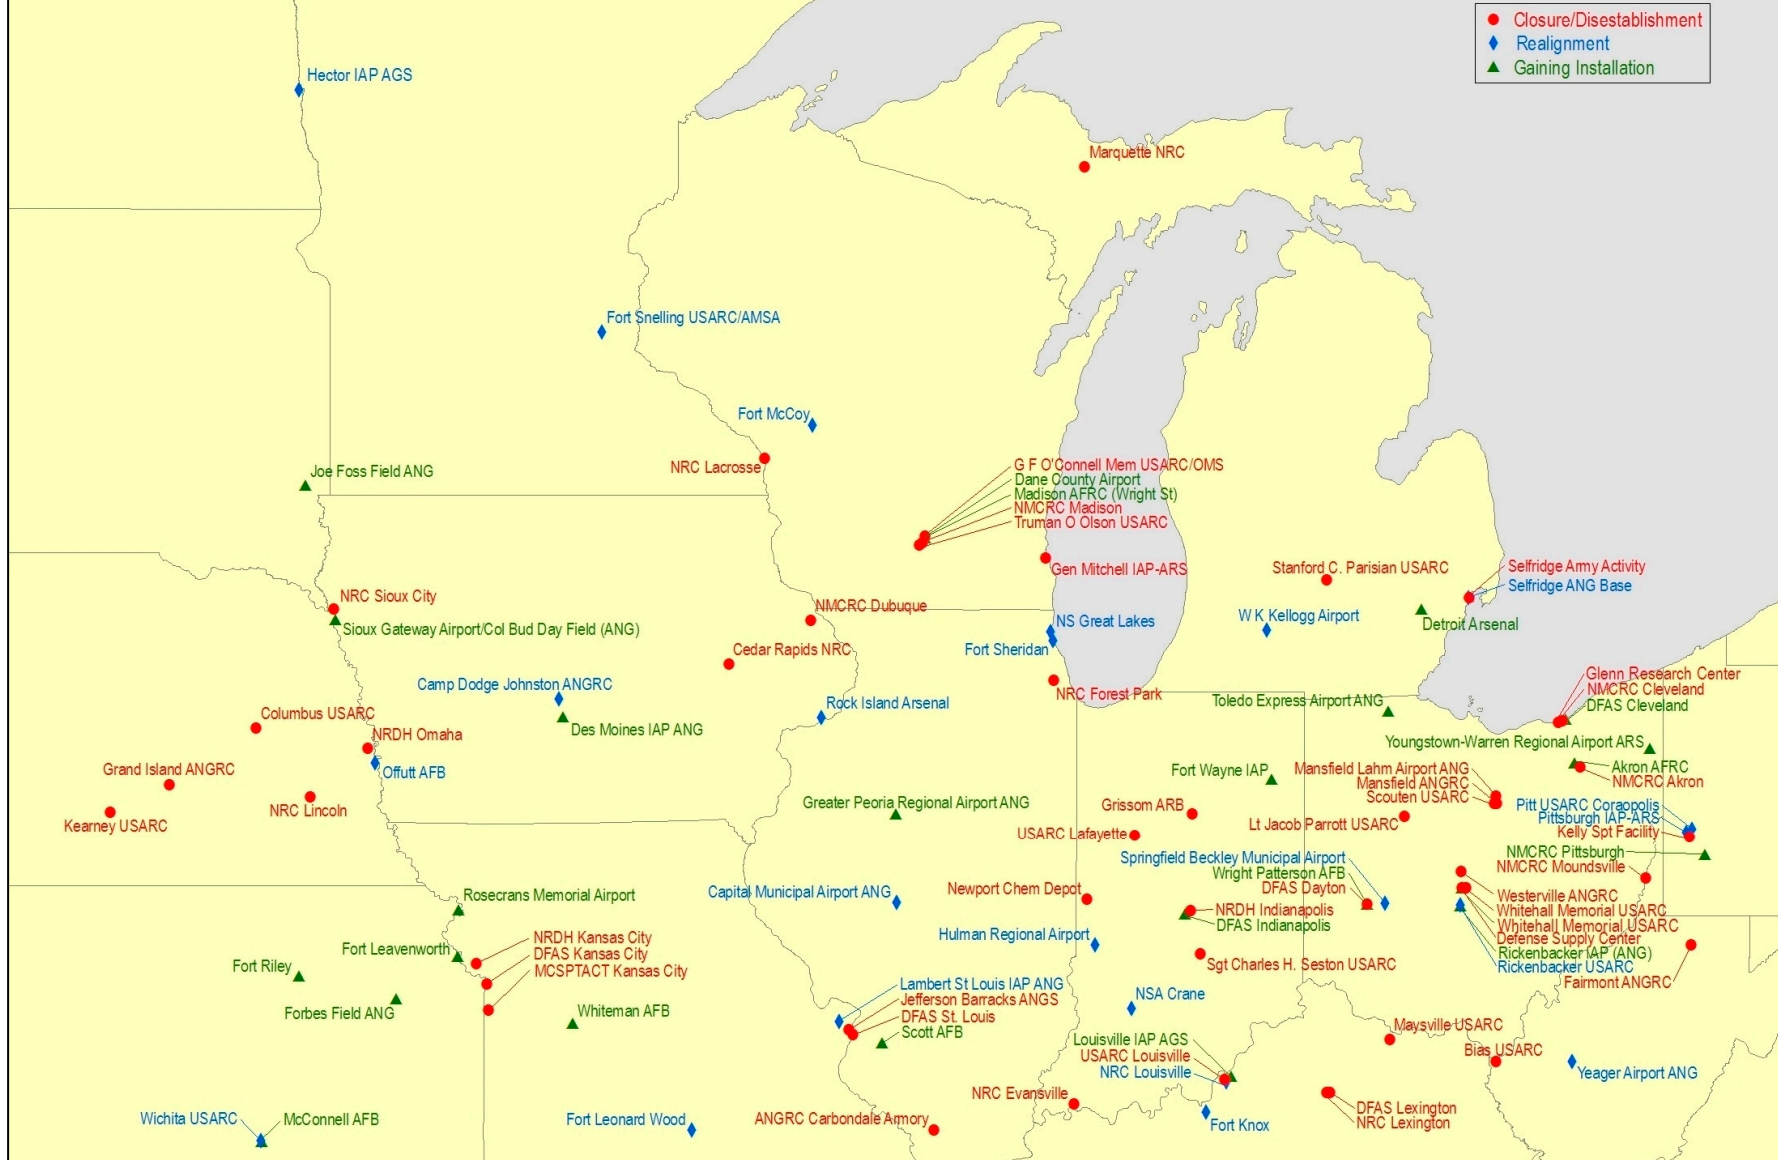 Closure/Disestablishment
Realignment
Gaining Installation
Hector IAP AGS
Marquette NRC
Fort Snelling USARC/AMSA
Fort McCoy
NRC Lacrosse
Joe Foss Field ANG
G F O'Connell Mem USARC/OMS
Dane County Airport
Madison AFRC (Wright St)
NMCRC Madison
Truman O Olson USARC
Gen Mitchell IAP-ARS
Stanford C. Parisian USARC
Selfridge Army Activity
Selfridge ANG Base
NRC Sioux City
Sioux Gateway Airport/Col Bud Day Field (ANG)
NMCRC Dubuque
NS Great Lakes
W K Kellogg Airport
Detroit Arsenal
Cedar Rapids NRC
Fort Sheridan
Camp Dodge Johnston ANGRC
NRC Forest Park
Glenn Research Center
NMCRC Cleveland
DFAS Cleveland
Rock Island Arsenal
Toledo Express Airport ANG
Columbus USARC
Des Moines IAP ANG
NRDH Omaha
Youngstown-Warren Regional Airport ARS
Offutt AFB
Grand Island ANGRC
Fort Wayne IAP
Mansfield Lahm Airport ANG
Mansfield ANGRC
Scouten USARC
Akron AFRC
NMCRC Akron
NRC Lincoln
Kearney USARC
Greater Peoria Regional Airport ANG
Grissom ARB
Lt Jacob Parrott USARC
Pitt USARC Coraopolis
Pittsburgh IAP-ARS
Kelly Spt Facility
USARC Lafayette
NMCRC Pittsburgh
NMCRC Moundsville
Springfield Beckley Municipal Airport
Wright Patterson AFB
DFAS Dayton
Rosecrans Memorial Airport
Capital Municipal Airport ANG
Newport Chem Depot
Westerville ANGRC
Whitehall Memorial USARC
Whitehall Memorial USARC
Defense Supply Center
Rickenbacker IAP (ANG)
Rickenbacker USARC
NRDH Indianapolis
DFAS Indianapolis
Fairmont ANGRC
Hulman Regional Airport
NRDH Kansas City
DFAS Kansas City
MCSPTACT Kansas City
Fort Leavenworth
Fort Riley
Sgt Charles H. Seston USARC
Lambert St Louis IAP ANG
Jefferson Barracks ANGS
DFAS St. Louis
Scott AFB
NSA Crane
Forbes Field ANG
Whiteman AFB
Maysville USARC
Louisville IAP AGS
USARC Louisville
NRC Louisville
Bias USARC
Yeager Airport ANG
NRC Evansville
Wichita USARC
McConnell AFB
Fort Leonard Wood
ANGRC Carbondale Armory
Fort Knox
DFAS Lexington
NRC Lexington